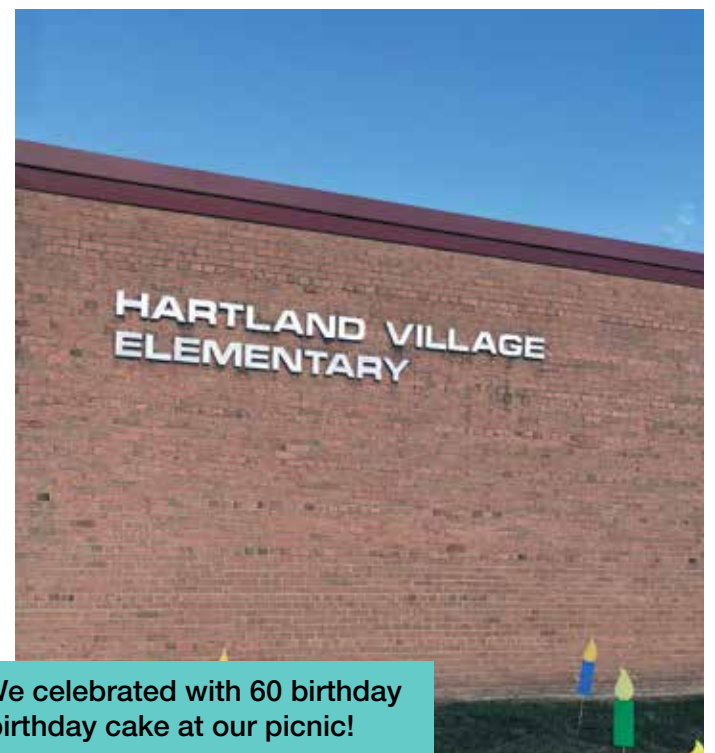 HARTLAND VILLAGE
ELEMENTARY
e celebrated with 60 birthday
birthday cake at our picnic!